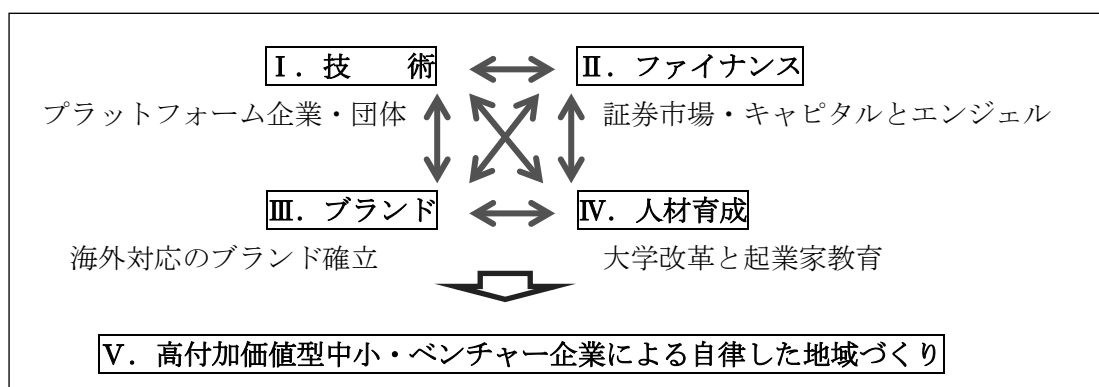 Ⅰ．技　　術　Ⅱ．ファイナンス
プラットフォーム企業・団体　証券市場・キャピタルとエンジェル
Ⅲ．ブランド　Ⅳ．人材育成
海外対応のブランド確立　大学改革と起業家教育
Ⅴ．高付加価値型中小・ベンチャー企業による自律した地域づくり